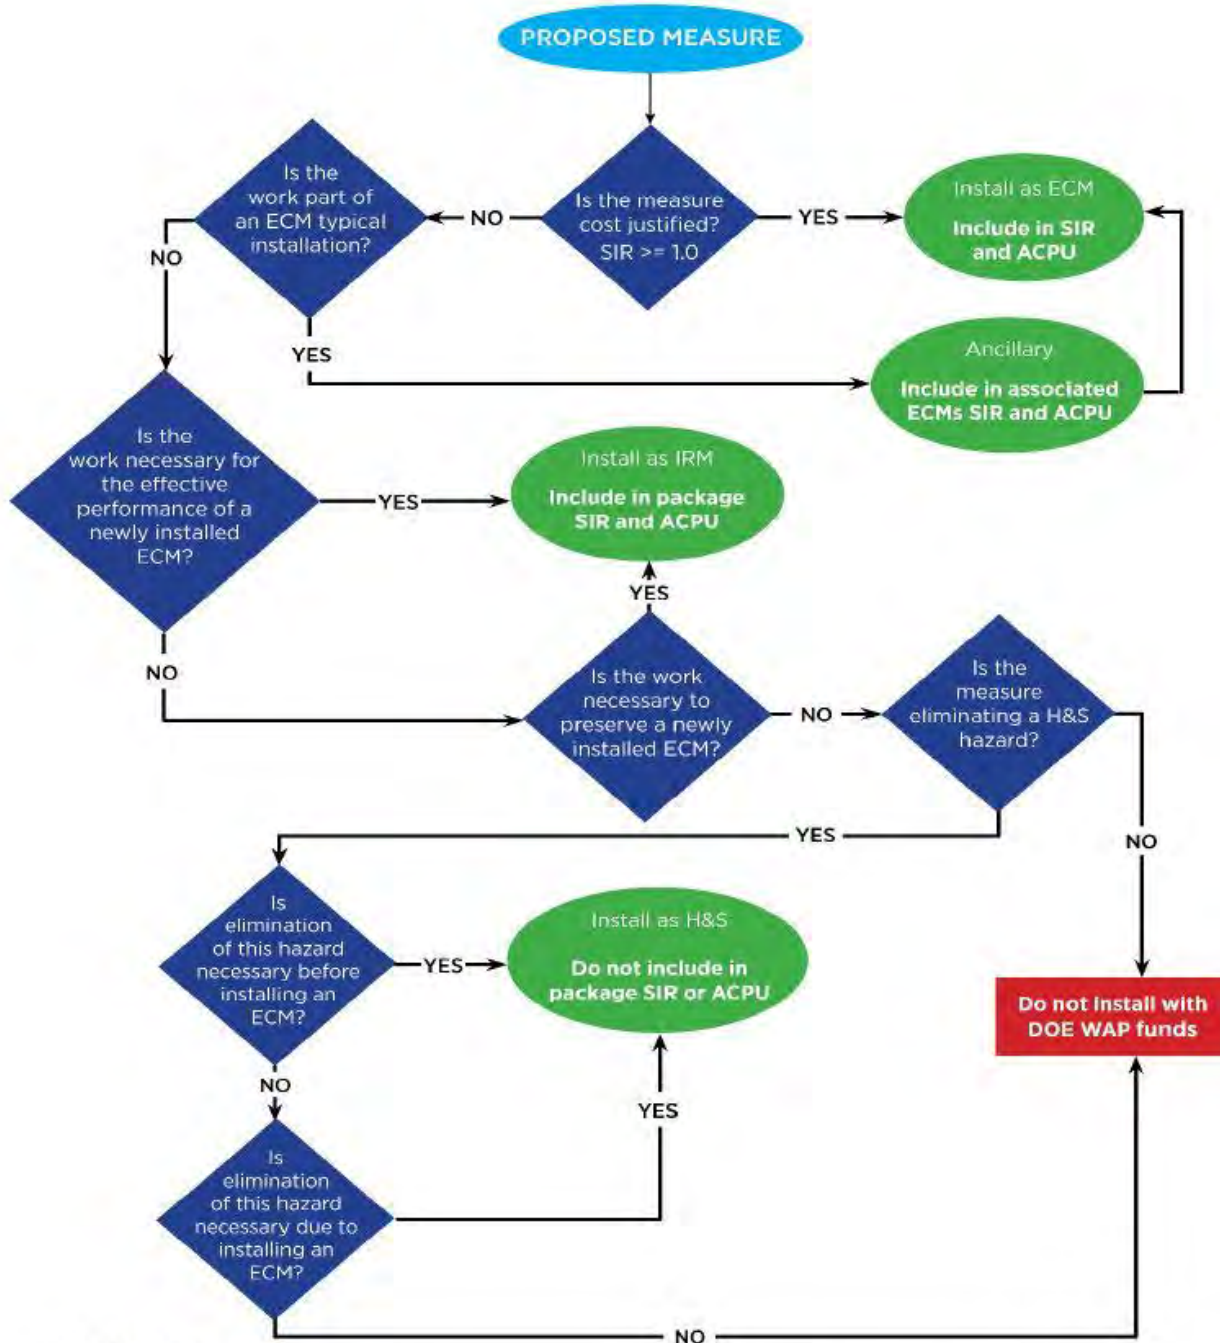 PROPOSED MEASURE
Is the measure
cost justified?
SIR >= 1.0
YES
Install as ECM
Include in SIR
and ACPU
NO
Is the
work part of
an ECM typical
installation?
YES
Ancillary
Include in associated
ECMs SIR and ACPU
NO
Is the
work necessary for
the effective
performance of a
newly installed
ECM?
YES
Install as IRM
Include in package
SIR and ACPU
YES
NO
Is the work
necessary to
preserve a newly
installed ECM?
NO
Is the
measure
eliminating a H&S
hazard?
YES
NO
Is
elimination
of this hazard
necessary before
installing an
ECM?
YES
Install as H&S
Do not include in
package SIR or ACPU
Do not Install with
DOE WAP funds
NO
YES
Is
elimination
of this hazard
necessary due to
installing an
ECM?
NO